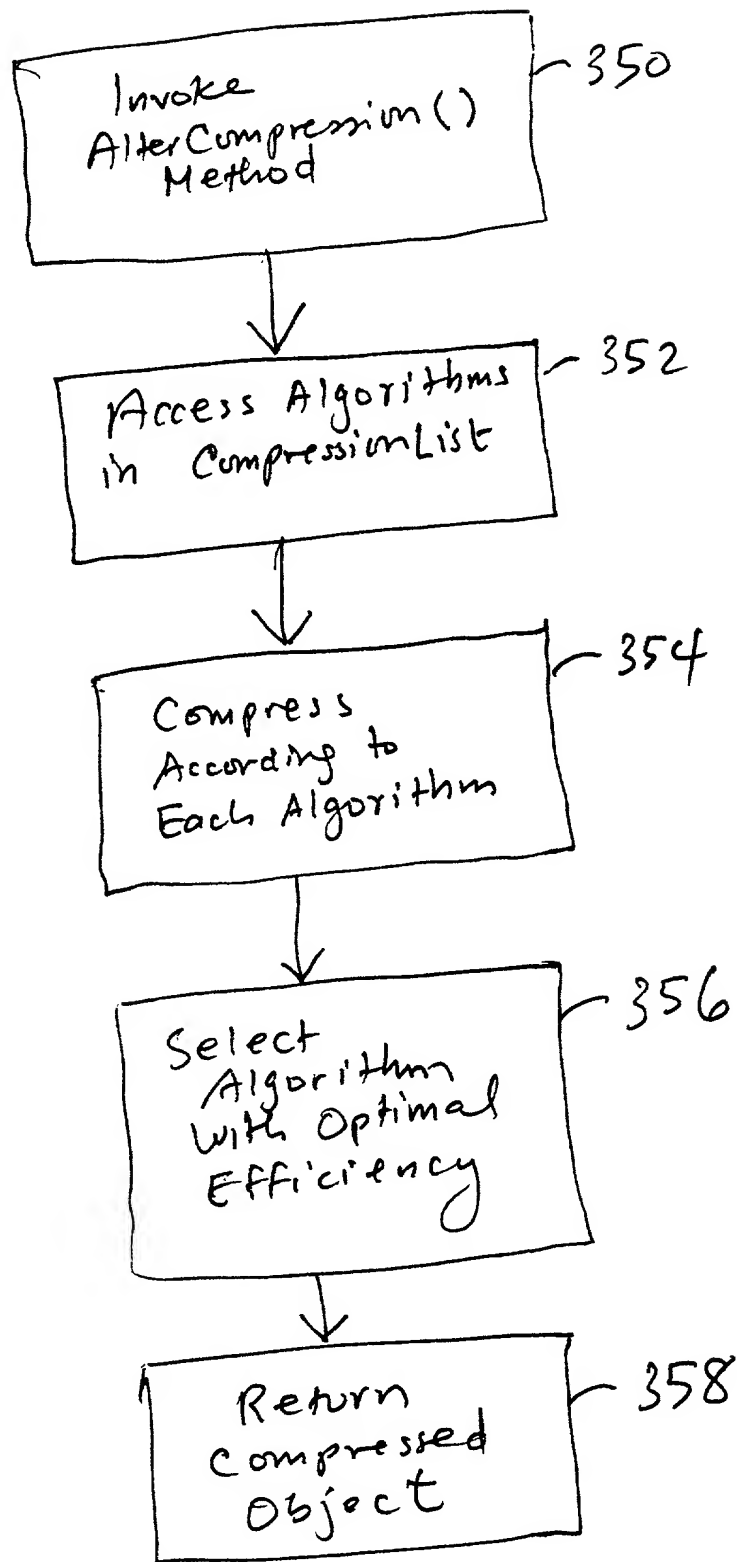 Invoke
AlterCompression()
Method
350
Access Algorithms
in CompressionList
352
Compress
According to
Each Algorithm
354
Select
Algorithm
with Optimal
Efficiency
356
Return
Compressed
Object
358